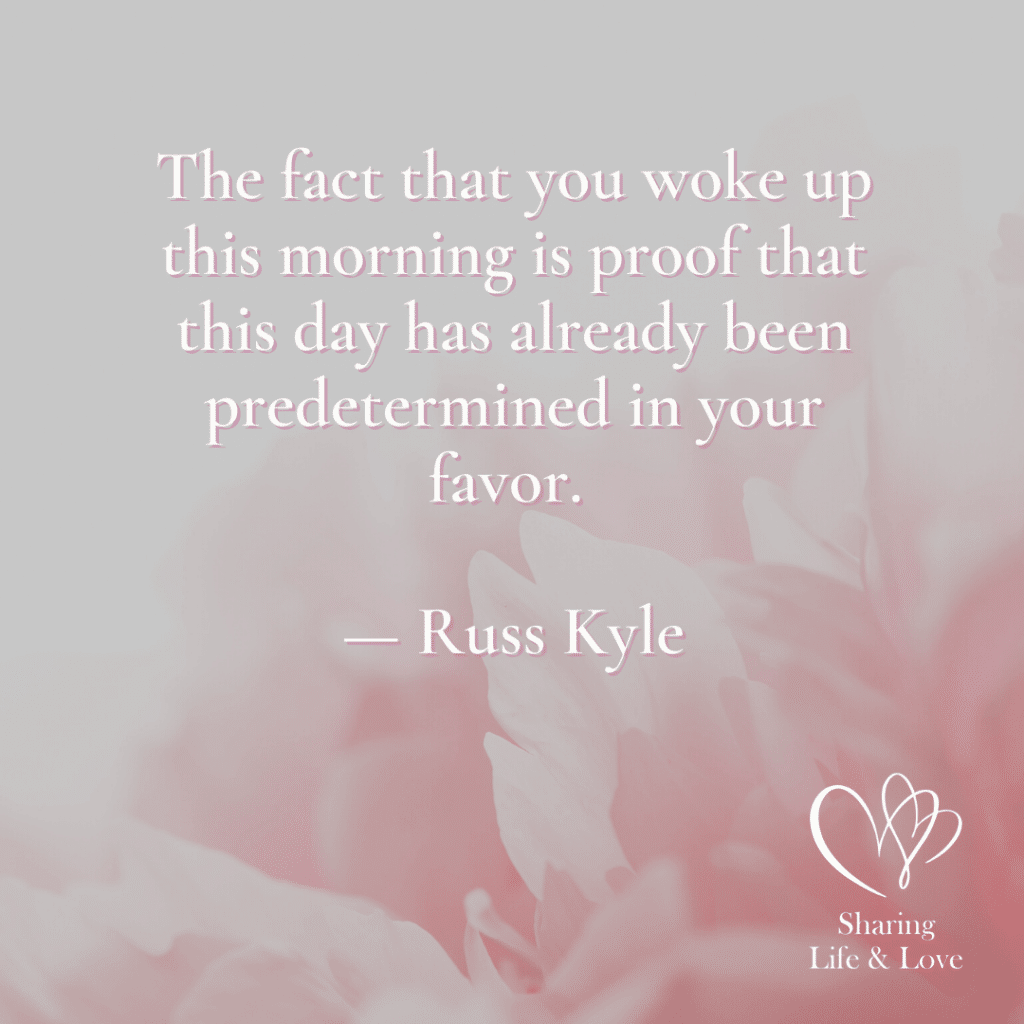 The fact that you woke up
this morning is proof that
this day has already been
predetermined in your
favor.
— Russ Kyle
Sharing
Life & Love